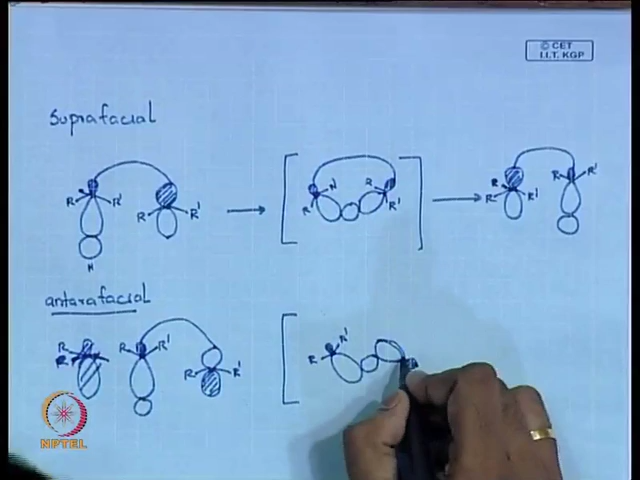 © CET
I.I.T. KGP
Suprafacial
R R' R R' R R' R R' R R R' R'
H
antarafacial
R R R R' R R' R R'
NPTEL